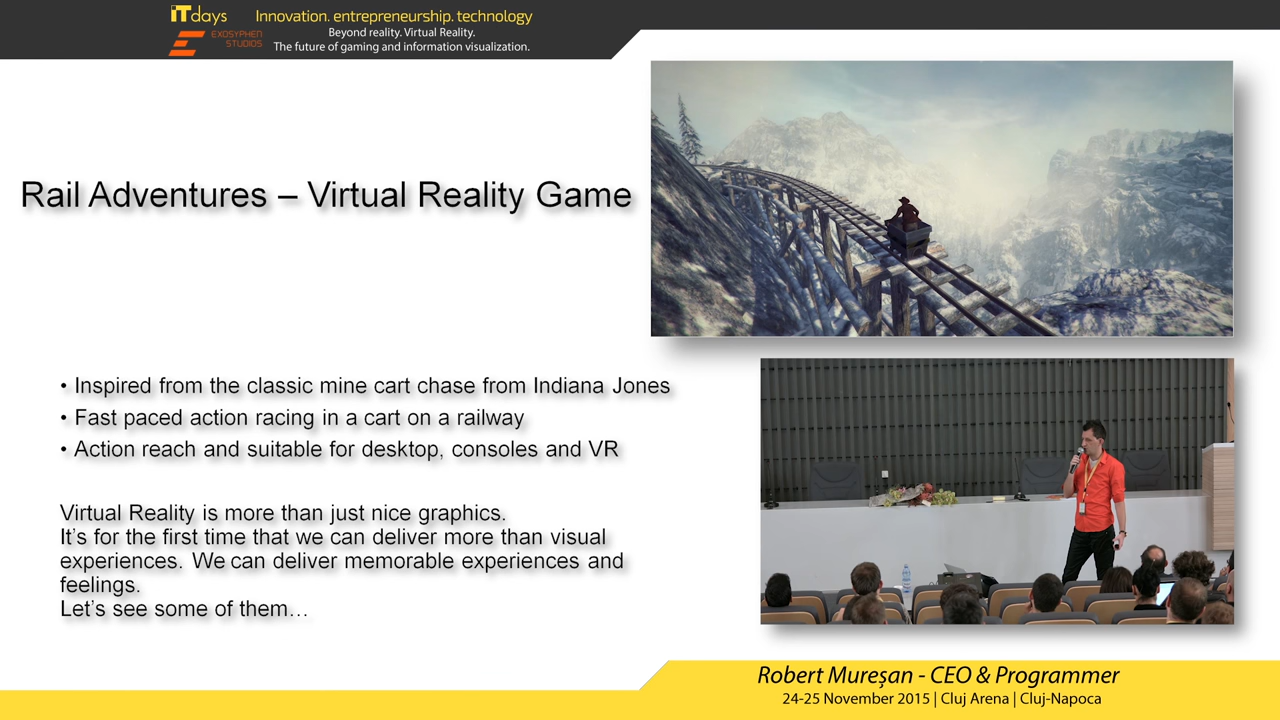 iTdays
Innovation. entrepreneurship. technology
EXOSYPHEN
STUDIOS
Beyond reality. Virtual Reality.
The future of gaming and information visualization.
Rail Adventures – Virtual Reality Game
• Inspired from the classic mine cart chase from Indiana Jones
• Fast paced action racing in a cart on a railway
• Action reach and suitable for desktop, consoles and VR
Virtual Reality is more than just nice graphics.
It's for the first time that we can deliver more than visual
experiences. We can deliver memorable experiences and
feelings.
Let's see some of them…
Robert Mureșan - CEO & Programmer
24-25 November 2015 | Cluj Arena | Cluj-Napoca